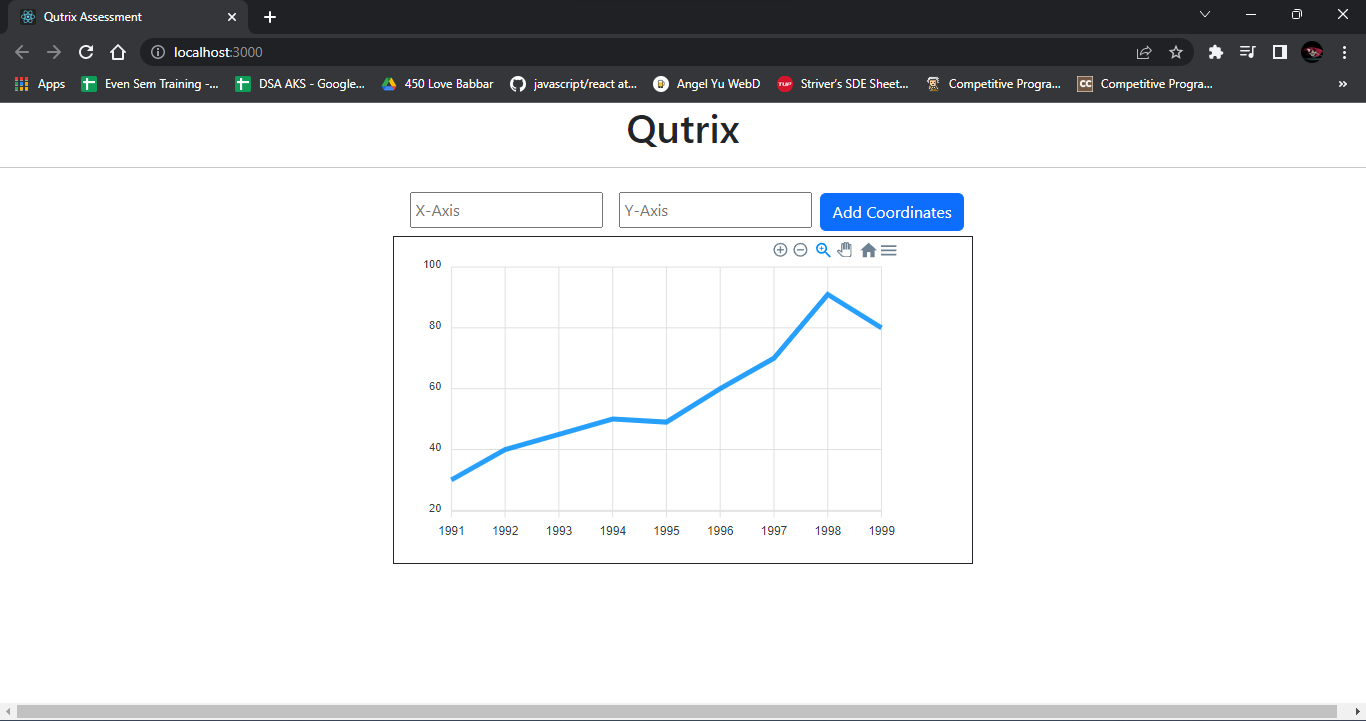 Qutrix Assessment
localhost:3000
Apps Even Sem Training -... DSA AKS - Google... 450 Love Babbar javascript/react at... Angel Yu WebD TUF Striver's SDE Sheet... Competitive Progra... CC Competitive Progra... »
Qutrix
X-Axis Y-Axis Add Coordinates
100
80
60
40
20
1991 1992 1993 1994 1995 1996 1997 1998 1999